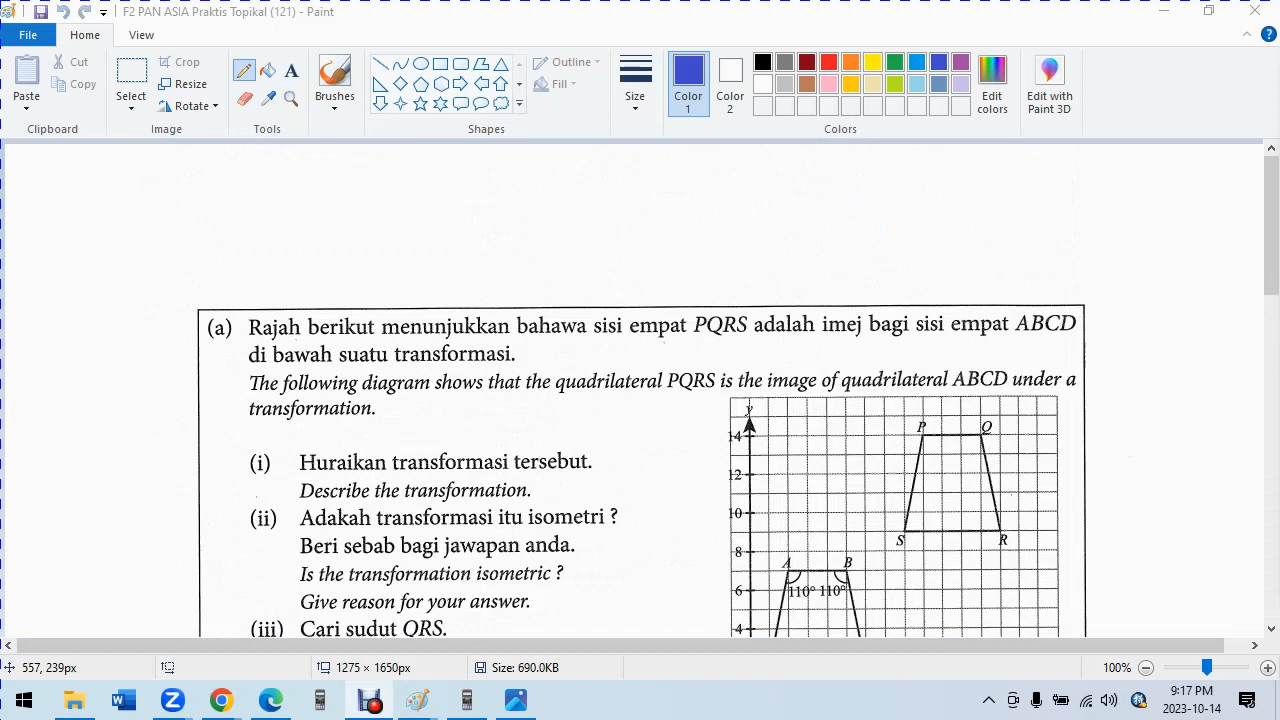 F2 PAN ASIA Praktis Topikal (121) - Paint
File Home View
Cut
Copy
Paste
Clipboard
Crop
Resize
Rotate
Select
Image
A
Tools
Brushes
Outline
Fill
Shapes
Size
Color 1
Color 2
Edit colors
Colors
Edit with Paint 3D
(a) Rajah berikut menunjukkan bahawa sisi empat PQRS adalah imej bagi sisi empat ABCD
di bawah suatu transformasi.
The following diagram shows that the quadrilateral PQRS is the image of quadrilateral ABCD under a
transformation.
(i) Huraikan transformasi tersebut.
Describe the transformation.
(ii) Adakah transformasi itu isometri ?
Beri sebab bagi jawapan anda.
Is the transformation isometric ?
Give reason for your answer.
(iii) Cari sudut QRS.
y
P Q
14
12
10
S R
8
A B
110° 110°
6
4
557, 239px
1275 × 1650px
Size: 690.0KB
100%
9:17 PM
2023-10-14